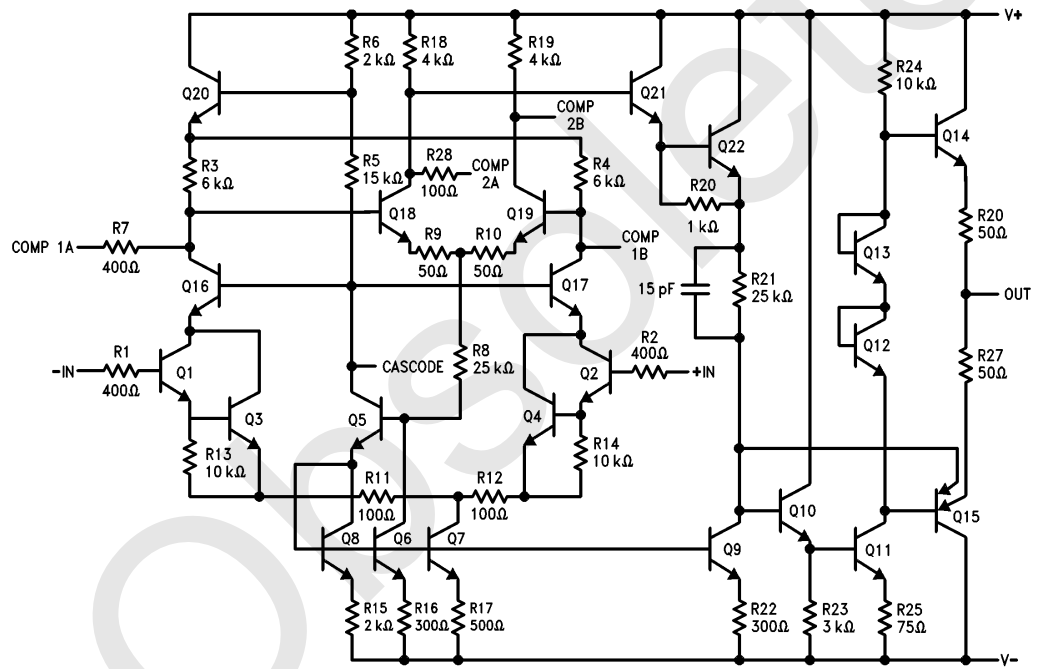 V+
R6
2 kΩ
R18
4 kΩ
R19
4 kΩ
R24
10 kΩ
Q20
Q21
COMP
2B
Q14
Q22
R3
6 kΩ
R5
15 kΩ
R28
100Ω
COMP
2A
R4
6 kΩ
R20
1 kΩ
Q18
Q19
R20
50Ω
COMP 1A
R7
400Ω
R9
50Ω
R10
50Ω
COMP
1B
Q13
Q16
Q17
15 pF
R21
25 kΩ
OUT
-IN
R1
400Ω
Q1
CASCODE
R8
25 kΩ
Q2
R2
400Ω
+IN
Q12
R27
50Ω
Q3
Q5
Q4
R13
10 kΩ
R14
10 kΩ
R11
100Ω
R12
100Ω
Q15
Q8
Q6
Q7
Q9
Q10
Q11
R15
2 kΩ
R16
300Ω
R17
500Ω
R22
300Ω
R23
3 kΩ
R25
75Ω
V-
Obsolete